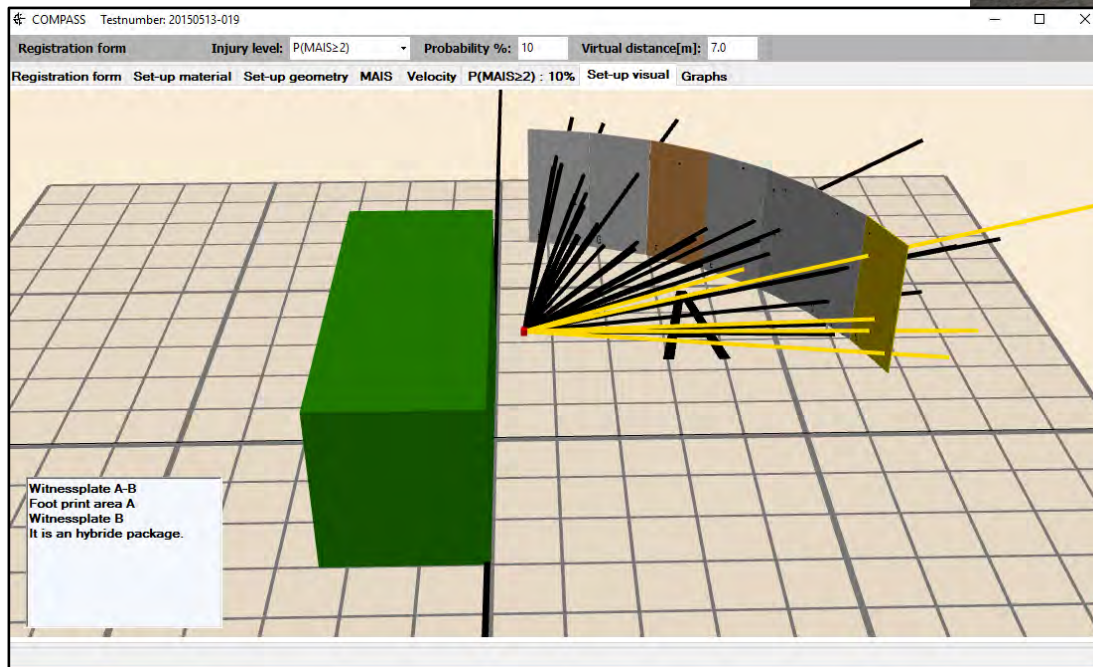 COMPASS Testnumber: 20150513-019
Registration form Injury level: P(MAIS≥2) Probability %: 10 Virtual distance[m]: 7.0
Registration form Set-up material Set-up geometry MAIS Velocity P(MAIS≥2) : 10% Set-up visual Graphs
Witnessplate A-B
Foot print area A
Witnessplate B
It is an hybride package.